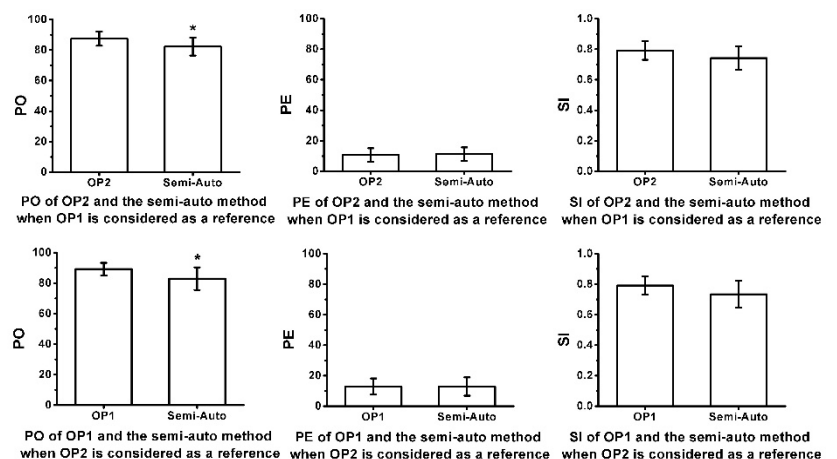 100
80
60
40
20
0
PO
*
OP2 Semi-Auto
PO of OP2 and the semi-auto method
when OP1 is considered as a reference
100
80
60
40
20
0
PE
OP2 Semi-Auto
PE of OP2 and the semi-auto method
when OP1 is considered as a reference
1.0
0.8
0.6
0.4
0.2
0.0
SI
OP2 Semi-Auto
SI of OP2 and the semi-auto method
when OP1 is considered as a reference
100
80
60
40
20
0
PO
*
OP1 Semi-Auto
PO of OP1 and the semi-auto method
when OP2 is considered as a reference
100
80
60
40
20
0
PE
OP1 Semi-Auto
PE of OP1 and the semi-auto method
when OP2 is considered as a reference
1.0
0.8
0.6
0.4
0.2
0.0
SI
OP1 Semi-Auto
SI of OP1 and the semi-auto method
when OP2 is considered as a reference